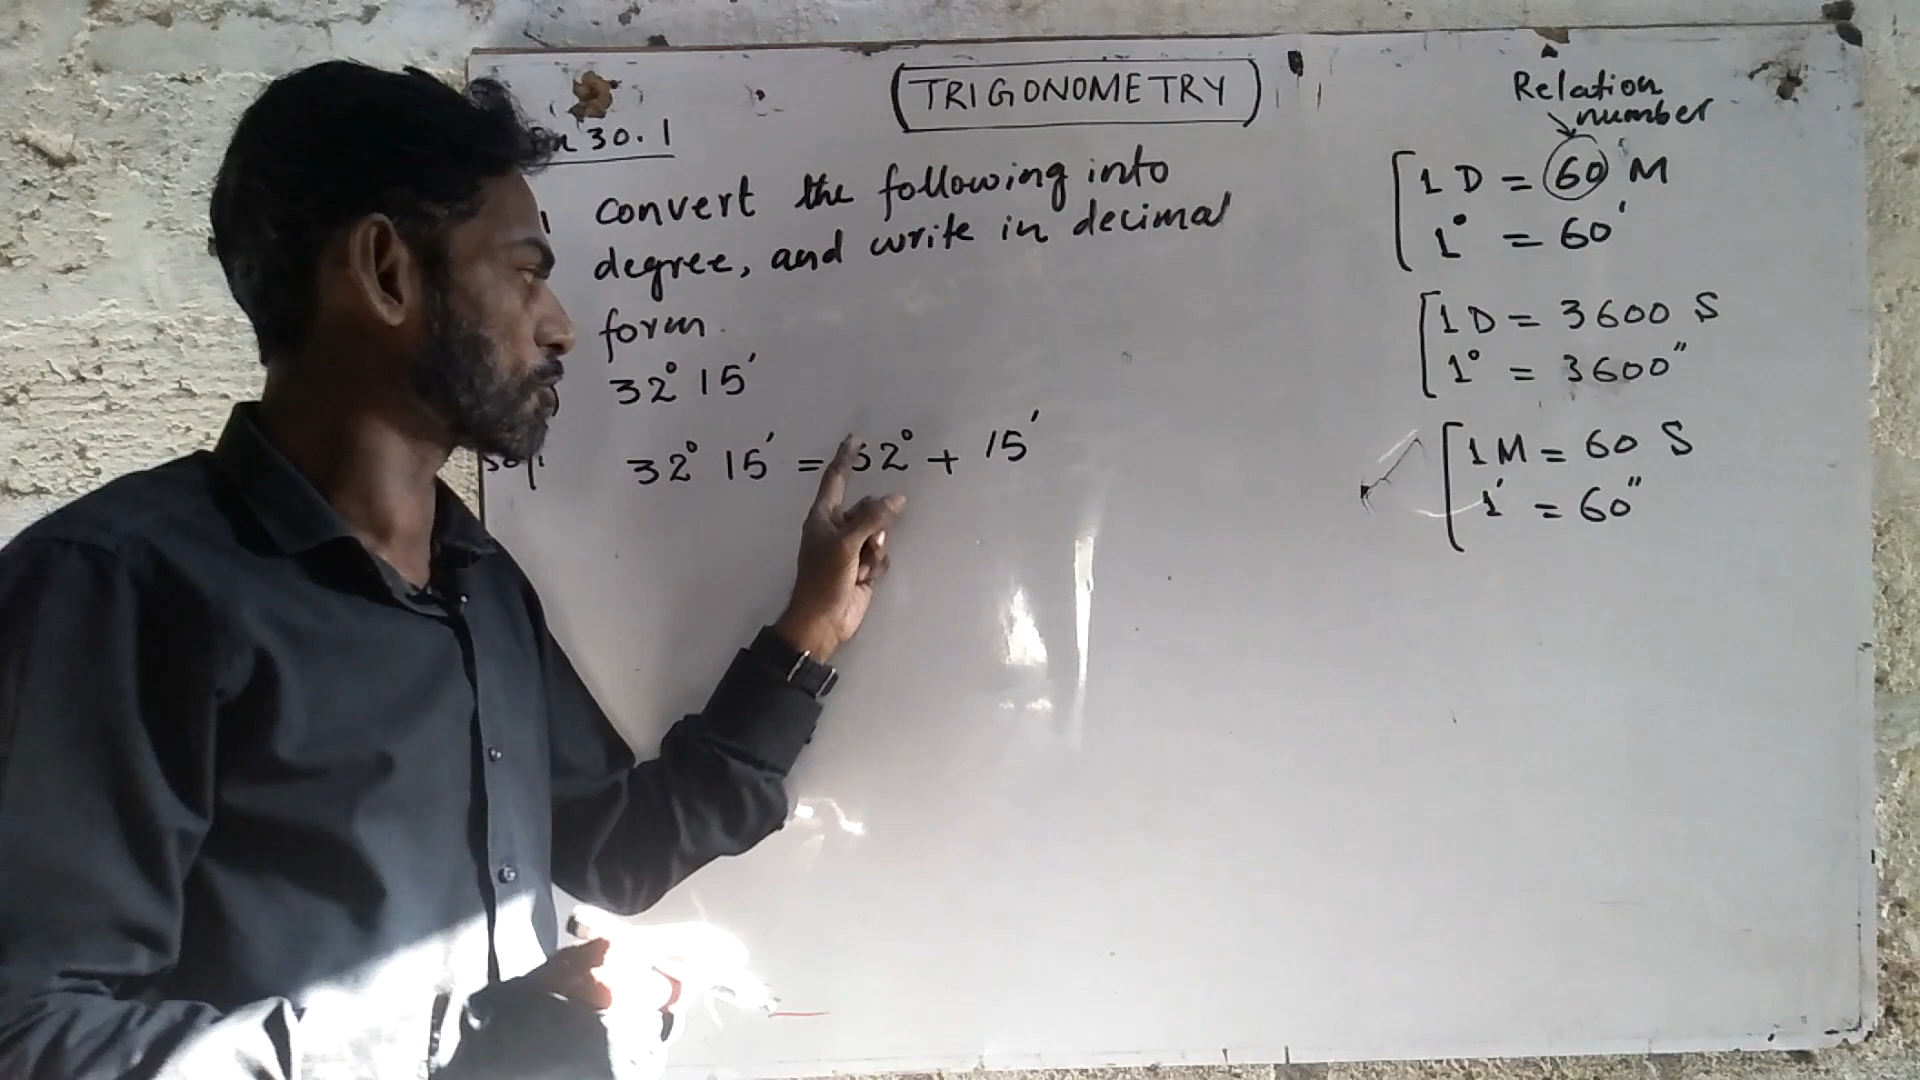 TRIGONOMETRY
30.1
convert the following into
degree, and write in decimal
form.
32° 15′
32° 15′ = 32° + 15′
Relation
number
1 D = 60 M
1° = 60′
1 D = 3600 S
1° = 3600″
1 M = 60 S
1′ = 60″